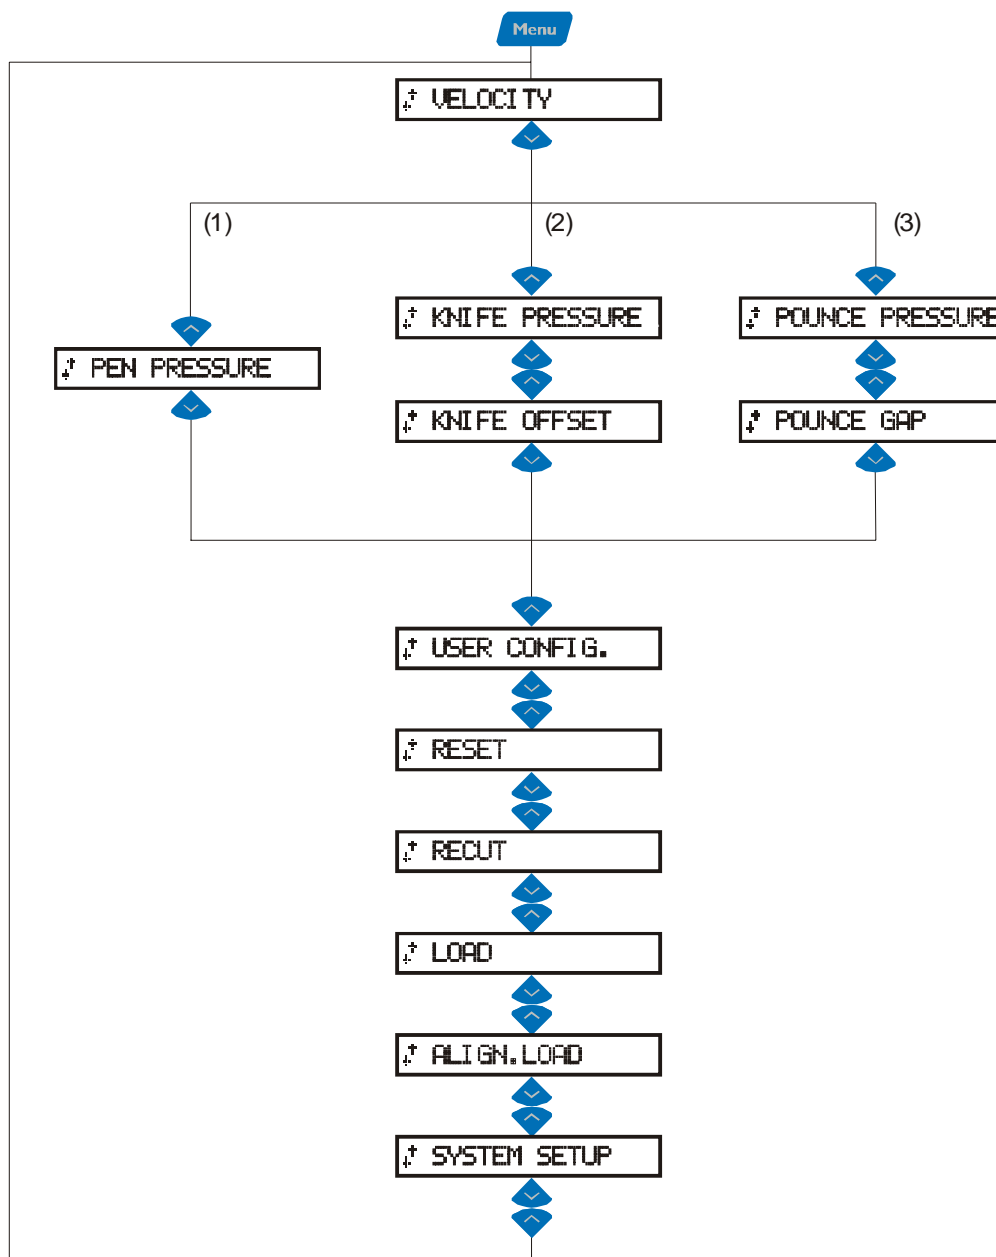 Menu
VELOCITY
(1)
(2)
(3)
KNIFE PRESSURE
POUNCE PRESSURE
PEN PRESSURE
KNIFE OFFSET
POUNCE GAP
USER CONFIG.
RESET
RECUT
LOAD
ALIGN.LOAD
SYSTEM SETUP